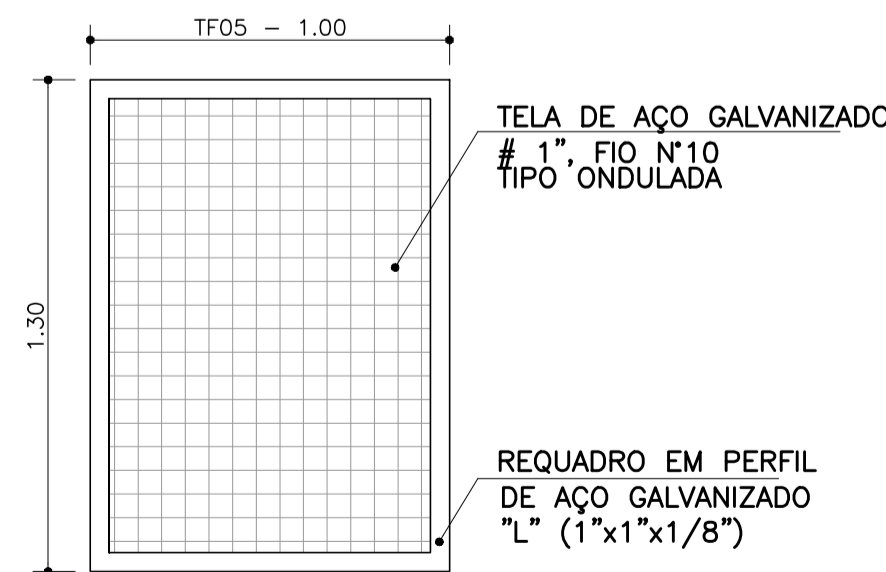 TF05 - 1.00
TELA DE AÇO GALVANIZADO
# 1", FIO N°10
TIPO ONDULADA
1.30
REQUADRO EM PERFIL
DE AÇO GALVANIZADO
"L" (1"x1"x1/8")